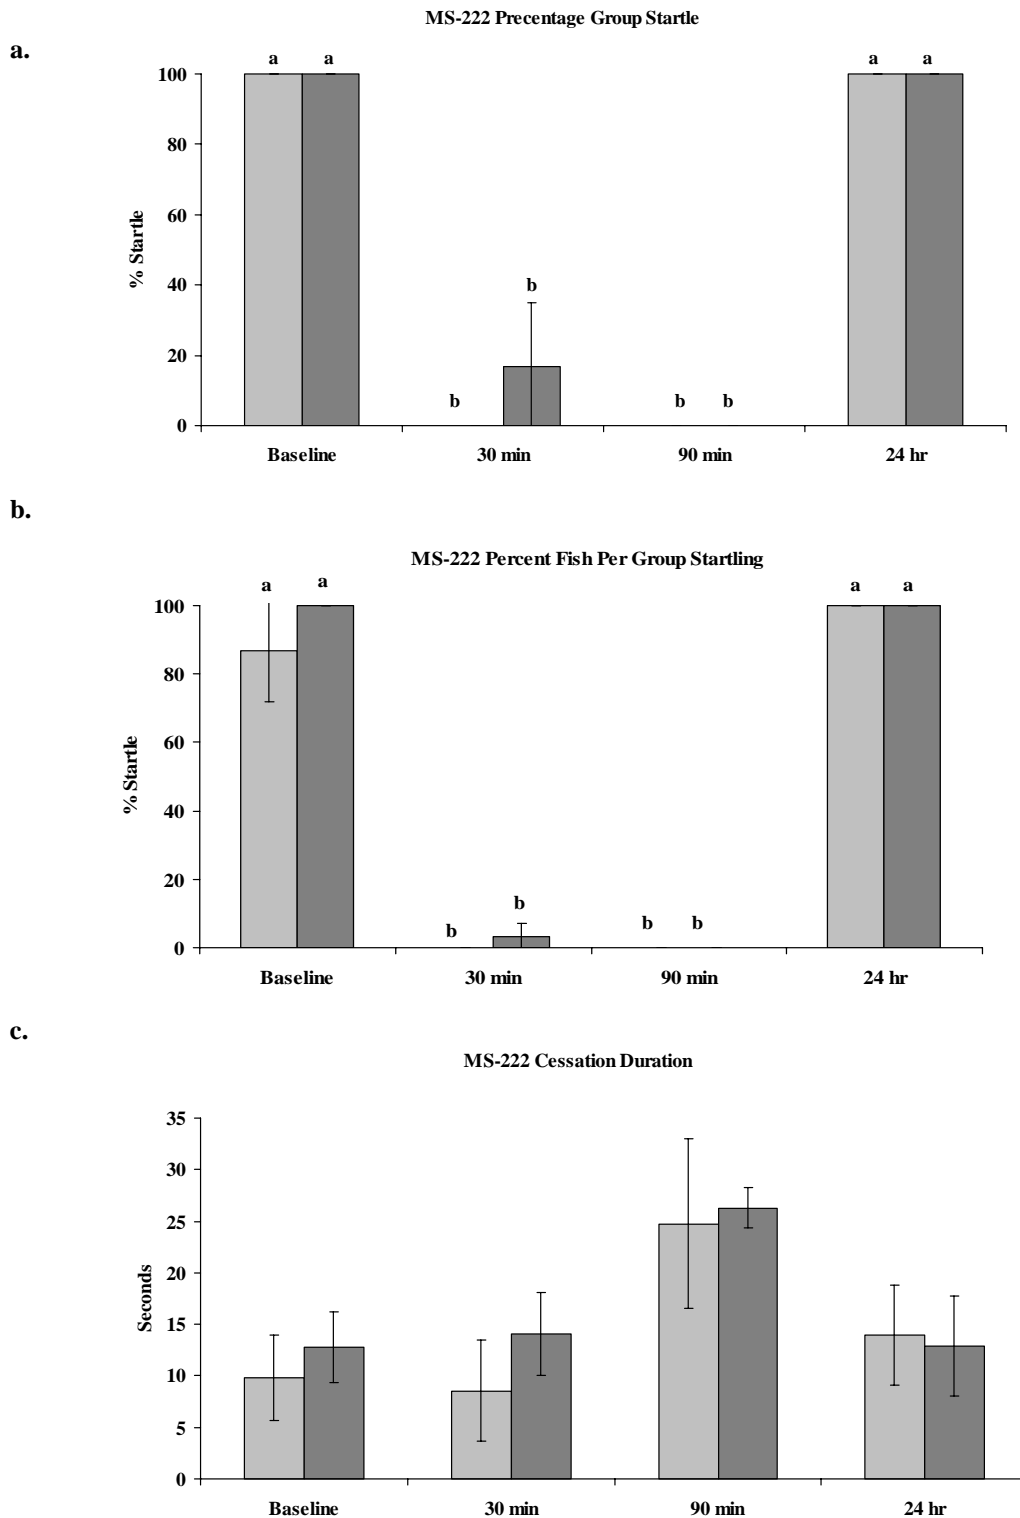 MS-222 Precentage Group Startle
a.
a a a a
100
80
60
40
20
0
% Startle
b b b b
Baseline 30 min 90 min 24 hr
b.
MS-222 Percent Fish Per Group Startling
a a a a
100
80
60
40
20
0
% Startle
b b b b
Baseline 30 min 90 min 24 hr
c.
MS-222 Cessation Duration
35
30
25
20
15
10
5
0
Seconds
Baseline 30 min 90 min 24 hr